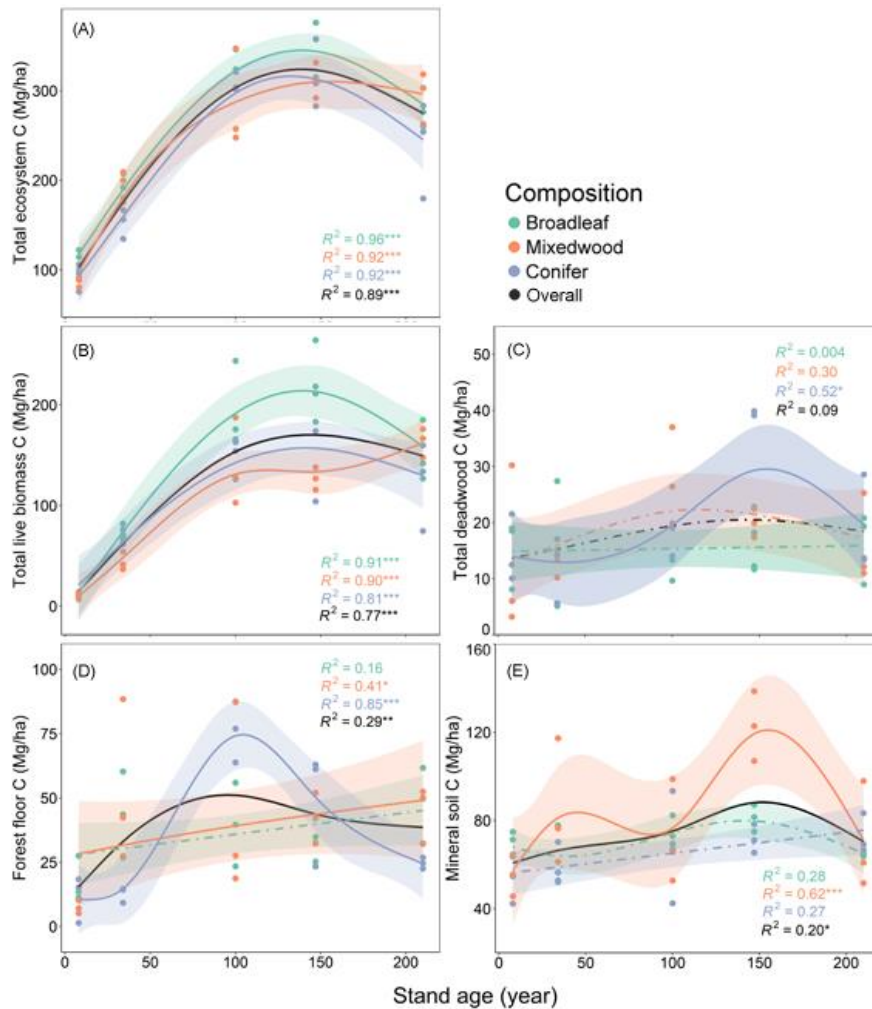 (A)
Total ecosystem C (Mg/ha)
300
200
100
R² = 0.96***
R² = 0.92***
R² = 0.92***
R² = 0.89***
Composition
Broadleaf
Mixedwood
Conifer
Overall
(B)
Total live biomass C (Mg/ha)
200
100
0
R² = 0.91***
R² = 0.90***
R² = 0.81***
R² = 0.77***
(C)
Total deadwood C (Mg/ha)
50
40
30
20
10
0
R² = 0.004
R² = 0.30
R² = 0.52*
R² = 0.09
(D)
Forest floor C (Mg/ha)
100
75
50
25
0
R² = 0.16
R² = 0.41*
R² = 0.85***
R² = 0.29**
0 50 100 150 200
(E)
Mineral soil C (Mg/ha)
160
120
80
40
R² = 0.28
R² = 0.62***
R² = 0.27
R² = 0.20*
0 50 100 150 200
Stand age (year)